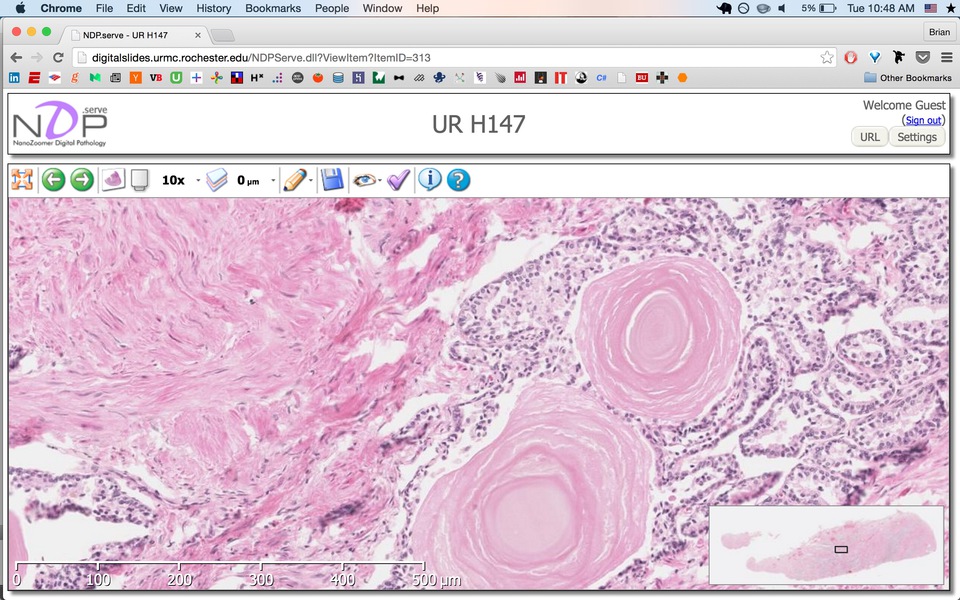 Chrome File Edit View History Bookmarks People Window Help 5% Tue 10:48 AM
NDP.serve - UR H147 Brian
digitalslides.urmc.rochester.edu/NDPServe.dll?ViewItem?ItemID=313
Other Bookmarks
NDP .serve
NanoZoomer Digital Pathology
UR H147
Welcome Guest
(Sign out)
URL Settings
10x 0 µm
0 100 200 300 400 500 µm